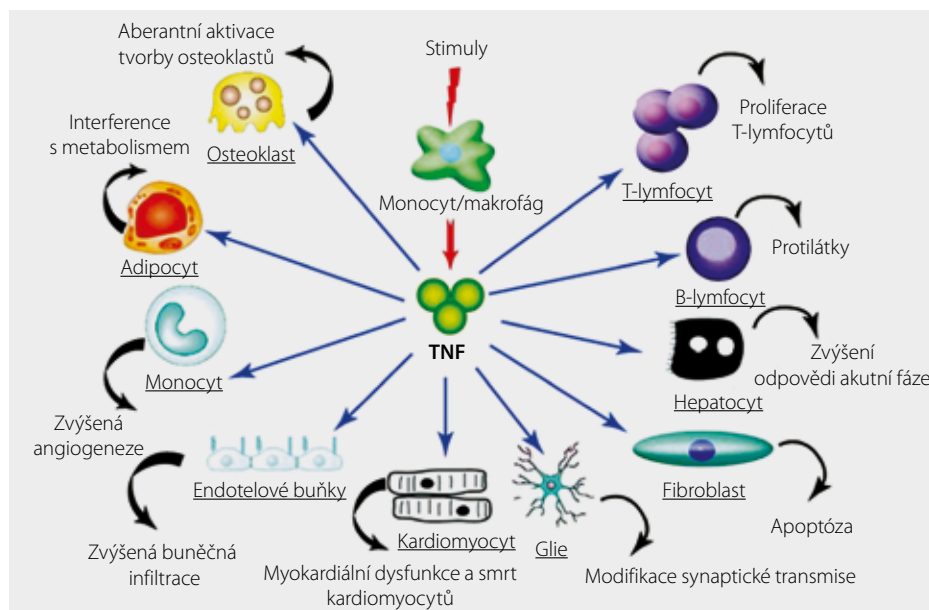 Aberantní aktivace
tvorby osteoklastů
Osteoklast
Stimuly
Monocyt/makrofág
Proliferace
T-lymfocytů
T-lymfocyt
Interference
s metabolismem
Adipocyt
Protilátky
B-lymfocyt
TNF
Monocyt
Zvýšená
angiogeneze
Zvýšení
odpovědi akutní fáze
Hepatocyt
Endotelové buňky
Zvýšená buněčná
infiltrace
Kardiomyocyt
Myokardiální dysfunkce a smrt
kardiomyocytů
Glie
Modifikace synaptické transmise
Fibroblast
Apoptóza